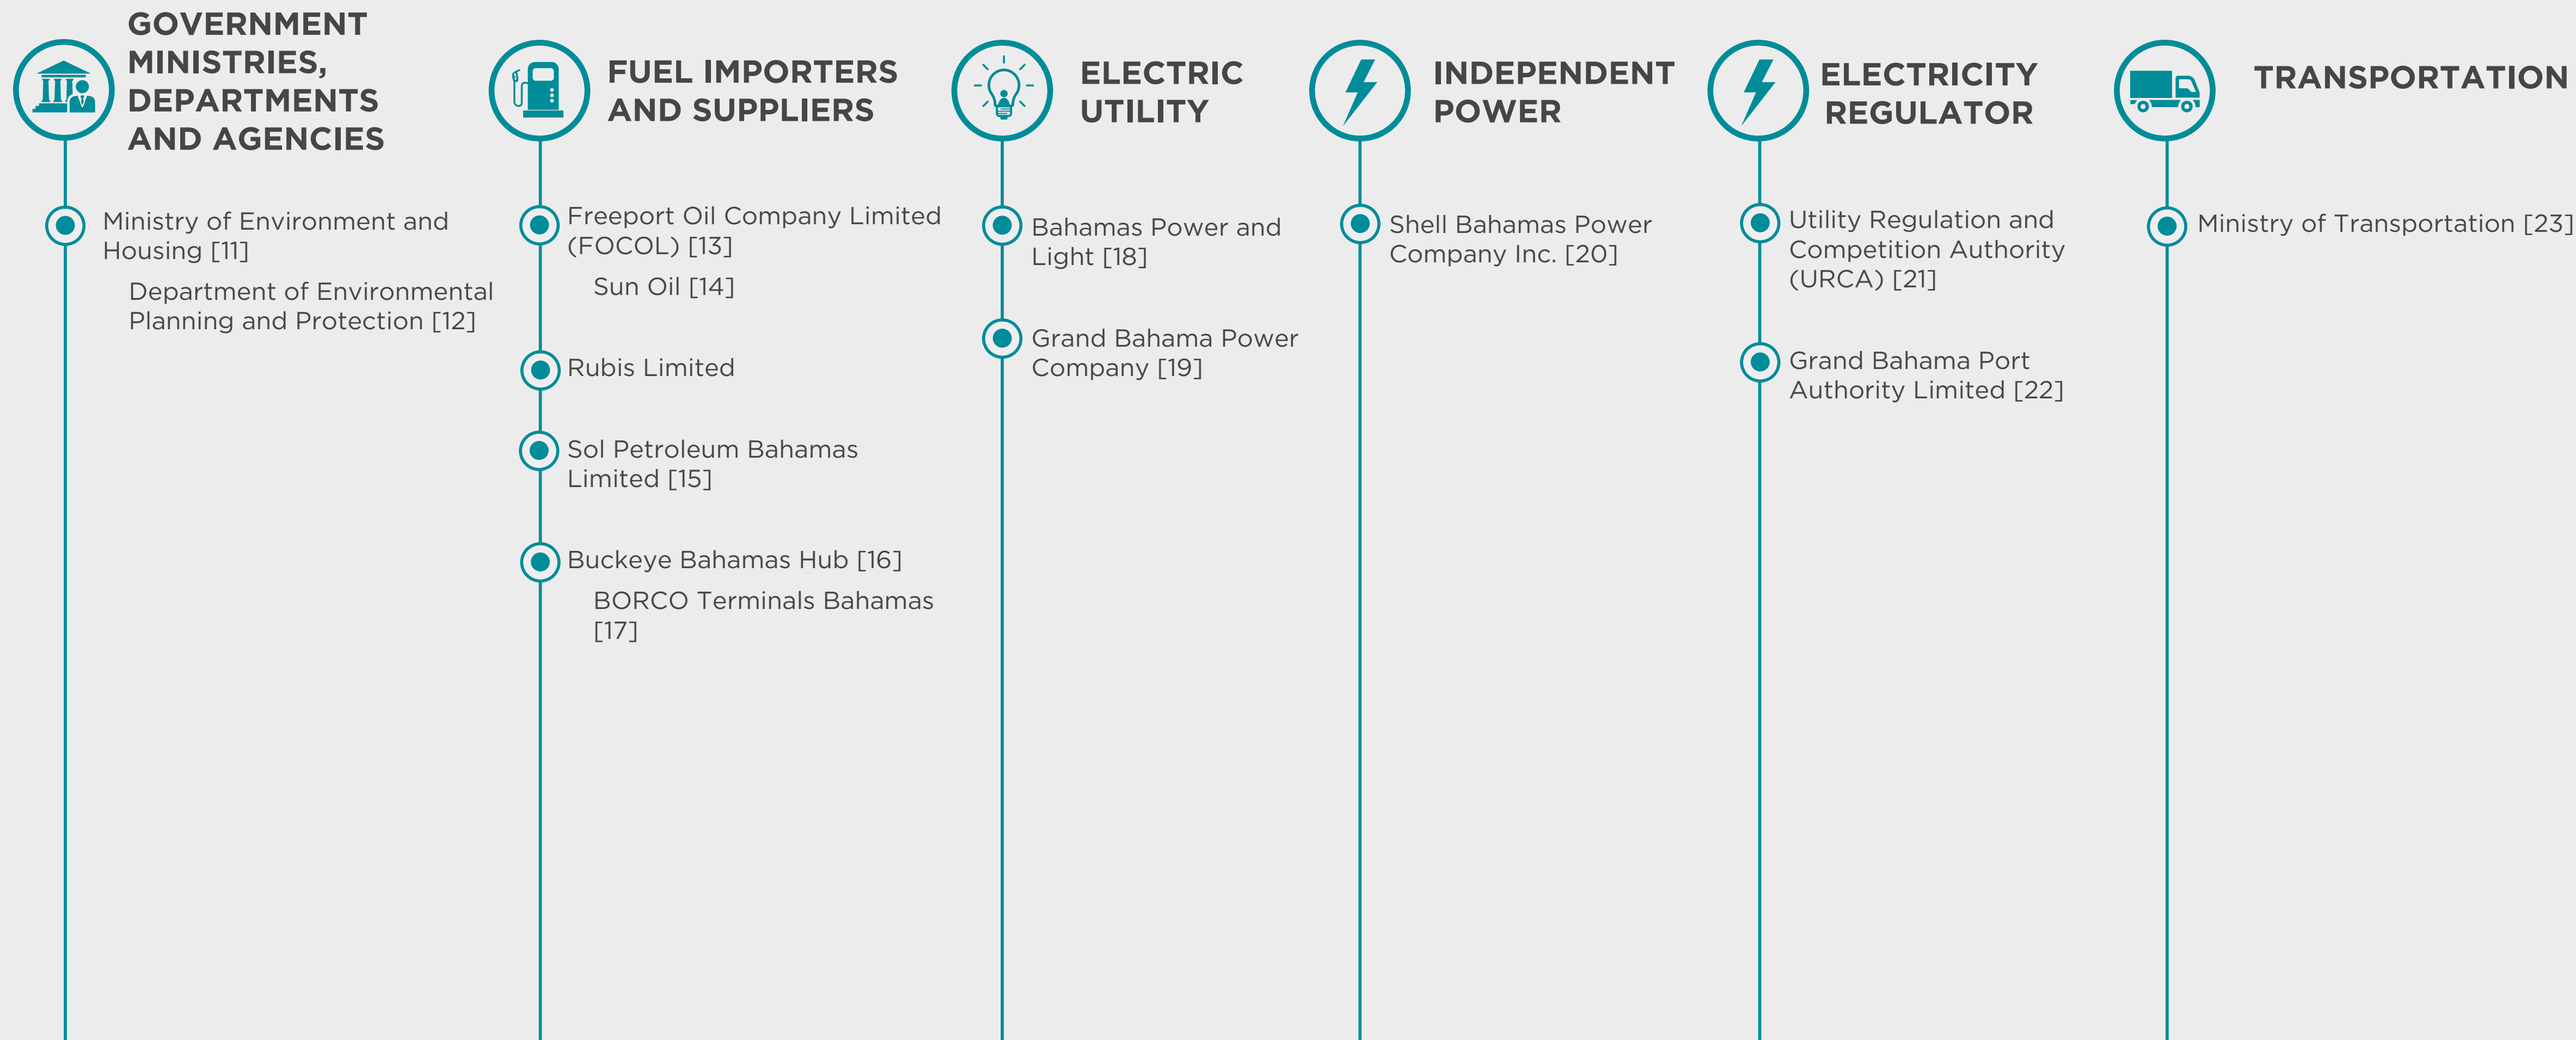 GOVERNMENT
MINISTRIES,
DEPARTMENTS
AND AGENCIES
Ministry of Environment and
Housing [11]
Department of Environmental
Planning and Protection [12]
FUEL IMPORTERS
AND SUPPLIERS
Freeport Oil Company Limited
(FOCOL) [13]
Sun Oil [14]
Rubis Limited
Sol Petroleum Bahamas
Limited [15]
Buckeye Bahamas Hub [16]
BORCO Terminals Bahamas
[17]
ELECTRIC
UTILITY
Bahamas Power and
Light [18]
Grand Bahama Power
Company [19]
INDEPENDENT
POWER
Shell Bahamas Power
Company Inc. [20]
ELECTRICITY
REGULATOR
Utility Regulation and
Competition Authority
(URCA) [21]
Grand Bahama Port
Authority Limited [22]
TRANSPORTATION
Ministry of Transportation [23]